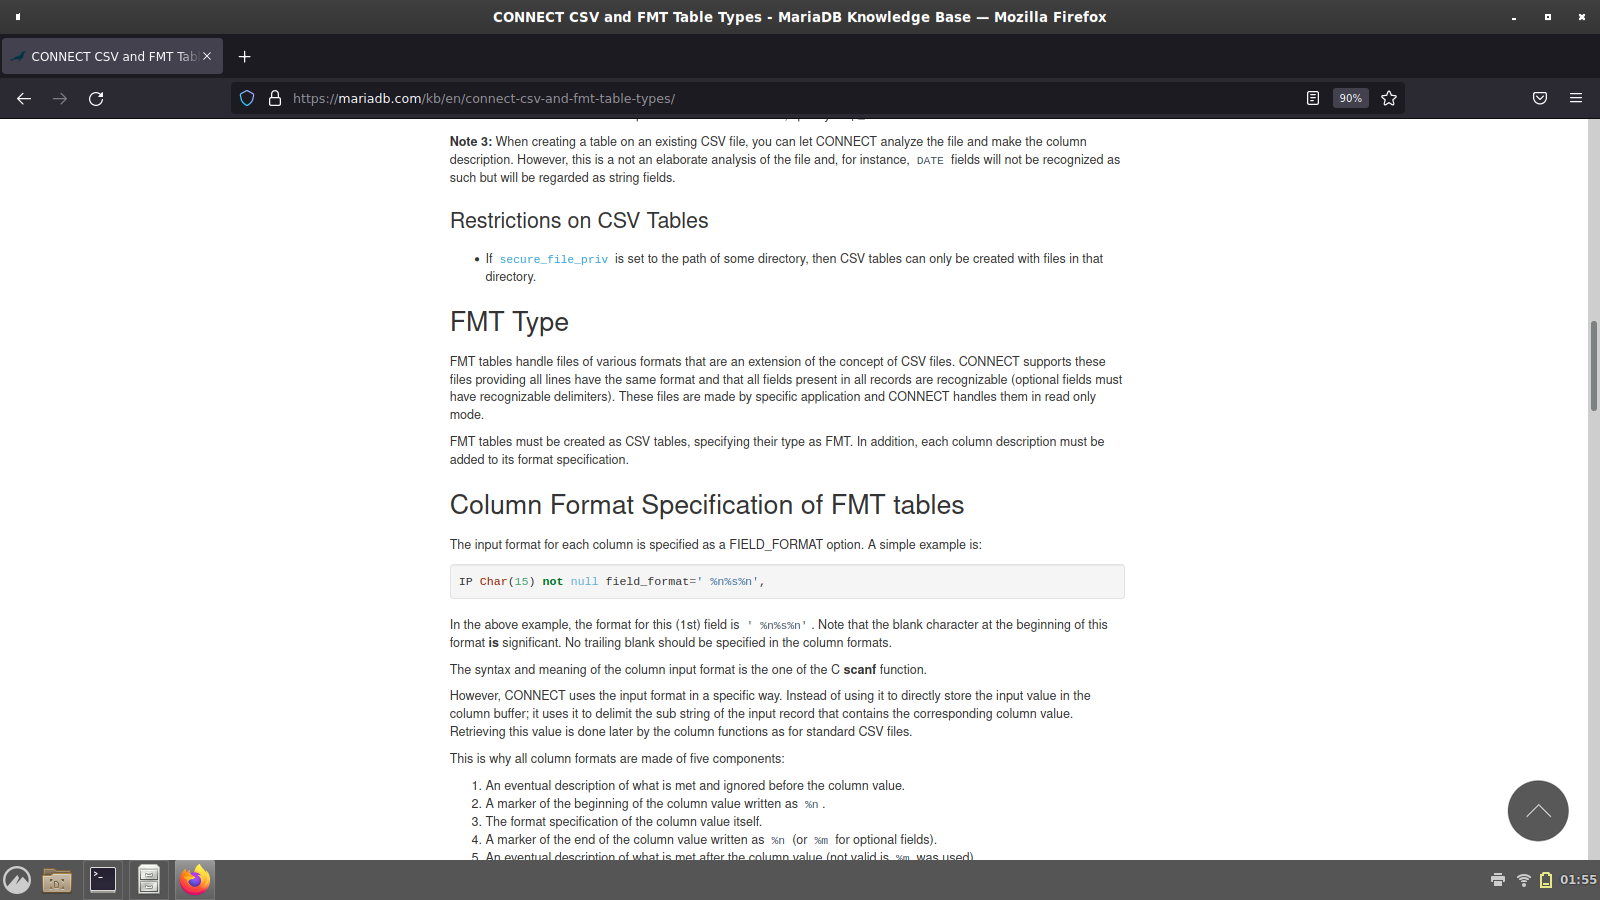 CONNECT CSV and FMT Table Types - MariaDB Knowledge Base — Mozilla Firefox
CONNECT CSV and FMT Tab
https://mariadb.com/kb/en/connect-csv-and-fmt-table-types/
90%
Note 3: When creating a table on an existing CSV file, you can let CONNECT analyze the file and make the column
description. However, this is a not an elaborate analysis of the file and, for instance, DATE fields will not be recognized as
such but will be regarded as string fields.
Restrictions on CSV Tables
• If secure_file_priv is set to the path of some directory, then CSV tables can only be created with files in that
directory.
FMT Type
FMT tables handle files of various formats that are an extension of the concept of CSV files. CONNECT supports these
files providing all lines have the same format and that all fields present in all records are recognizable (optional fields must
have recognizable delimiters). These files are made by specific application and CONNECT handles them in read only
mode.
FMT tables must be created as CSV tables, specifying their type as FMT. In addition, each column description must be
added to its format specification.
Column Format Specification of FMT tables
The input format for each column is specified as a FIELD_FORMAT option. A simple example is:
IP Char(15) not null field_format=' %n%s%n',
In the above example, the format for this (1st) field is ' %n%s%n' . Note that the blank character at the beginning of this
format is significant. No trailing blank should be specified in the column formats.
The syntax and meaning of the column input format is the one of the C scanf function.
However, CONNECT uses the input format in a specific way. Instead of using it to directly store the input value in the
column buffer; it uses it to delimit the sub string of the input record that contains the corresponding column value.
Retrieving this value is done later by the column functions as for standard CSV files.
This is why all column formats are made of five components:
1. An eventual description of what is met and ignored before the column value.
2. A marker of the beginning of the column value written as %n .
3. The format specification of the column value itself.
4. A marker of the end of the column value written as %n (or %m for optional fields).
5. An eventual description of what is met after the column value (not valid is %m was used).
01:55